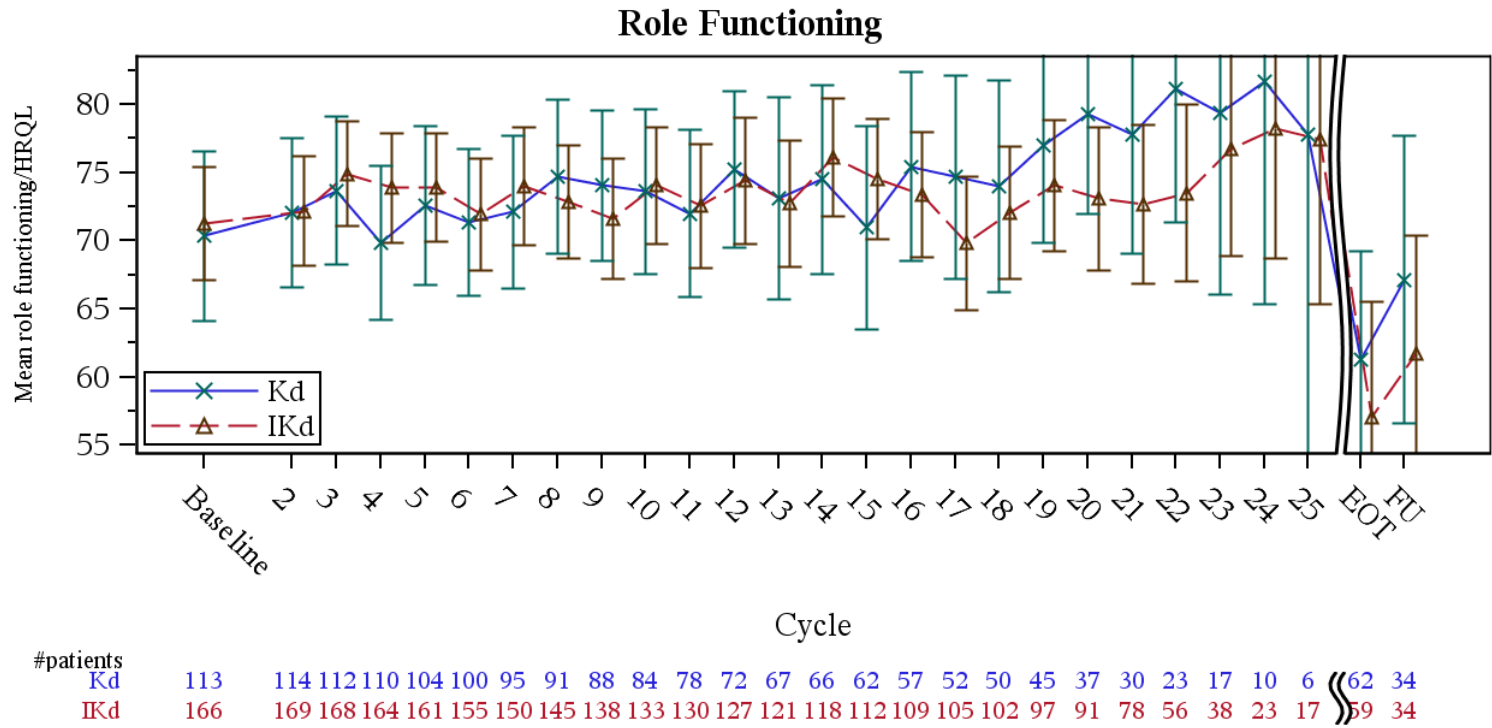 Role Functioning
Mean role functioning/HRQL
80
75
70
65
60
55
Kd
IKd
Baseline 2 3 4 5 6 7 8 9 10 11 12 13 14 15 16 17 18 19 20 21 22 23 24 25 EOT FU
Cycle
#patients
Kd 113 114 112 110 104 100 95 91 88 84 78 72 67 66 62 57 52 50 45 37 30 23 17 10 6 62 34
IKd 166 169 168 164 161 155 150 145 138 133 130 127 121 118 112 109 105 102 97 91 78 56 38 23 17 59 34